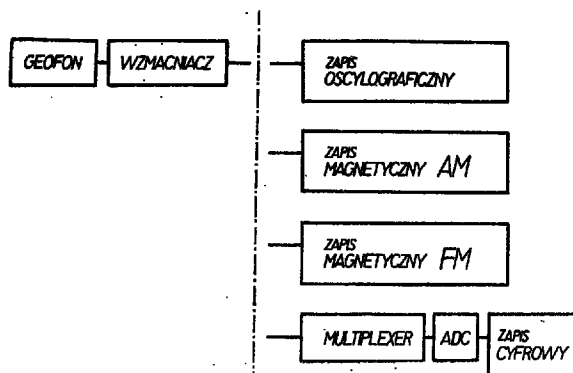 GEOFON WZMACNIACZ
ZAPIS
OSCYLOGRAFICZNY
ZAPIS
MAGNETYCZNY AM
ZAPIS
MAGNETYCZNY FM
MULTIPLEXER ADC ZAPIS
CYFROWY